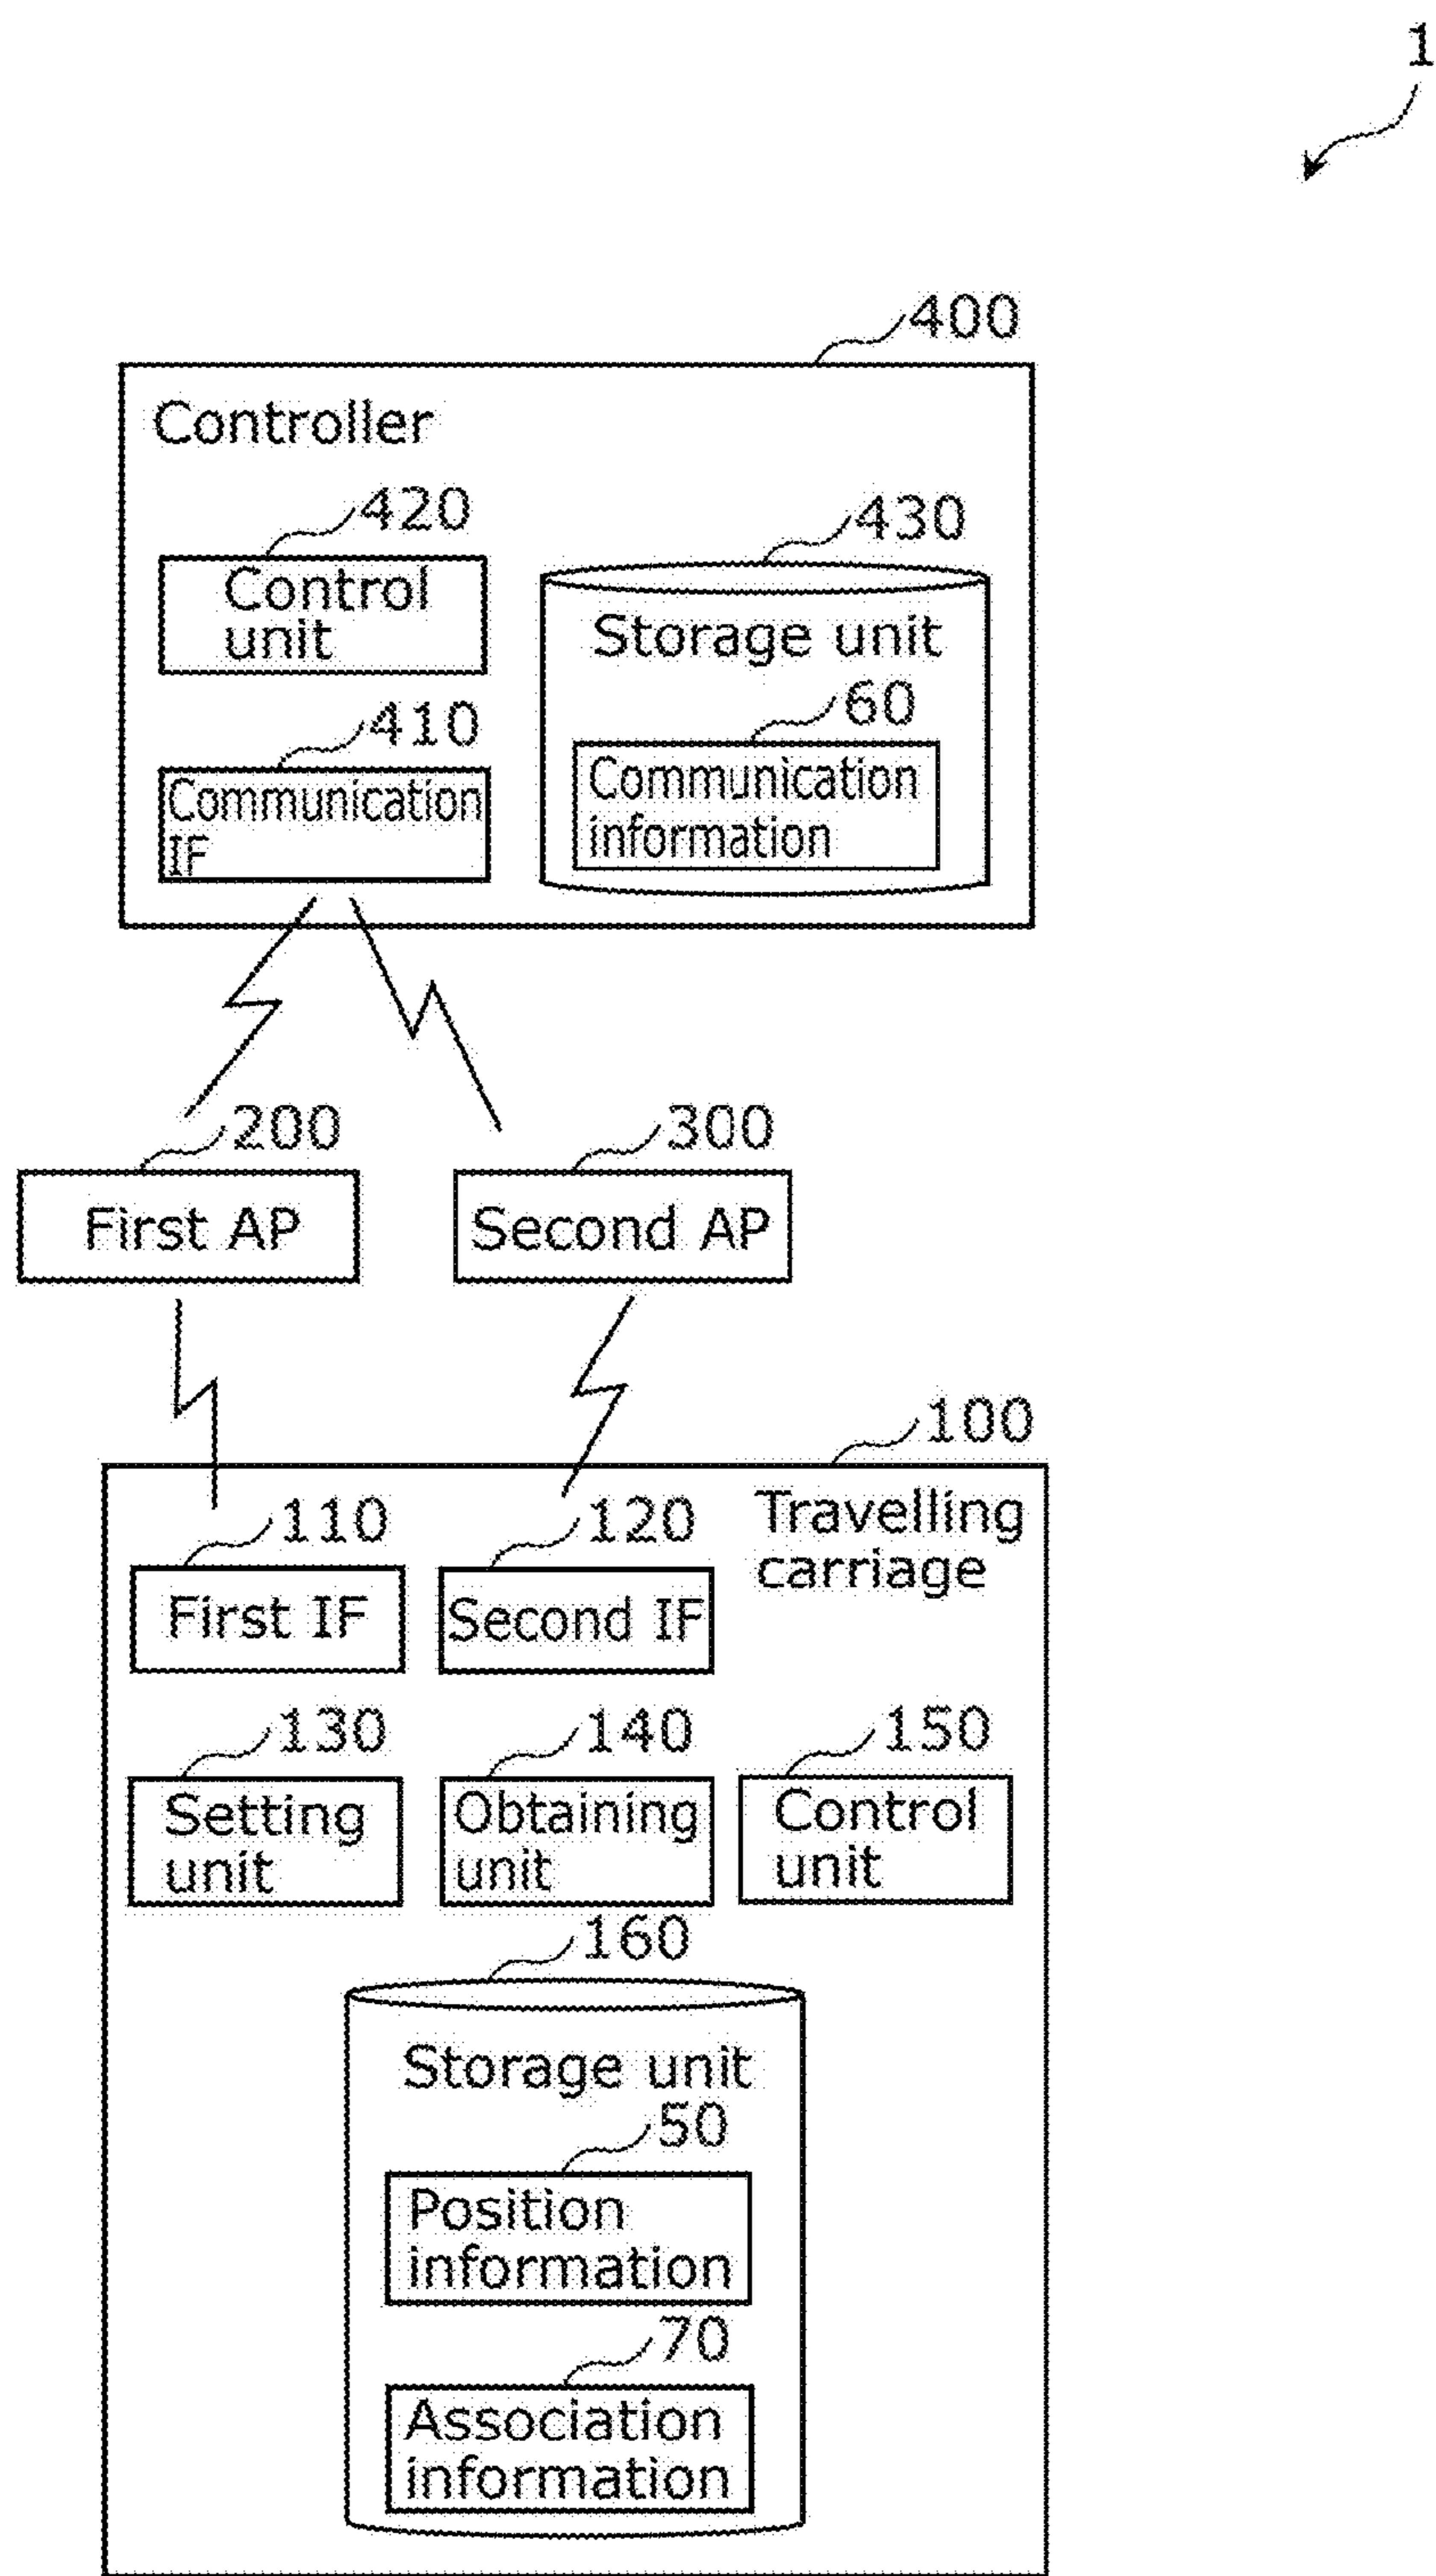 1
400
Controller
420
430
Control
unit
Storage unit
410
60
Communication
IF
Communication
information
200
300
First AP
Second AP
100
Travelling
carriage
110
120
First IF
Second IF
130
140
150
Setting
unit
Obtaining
unit
Control
unit
160
Storage unit
50
Position
information
70
Association
information